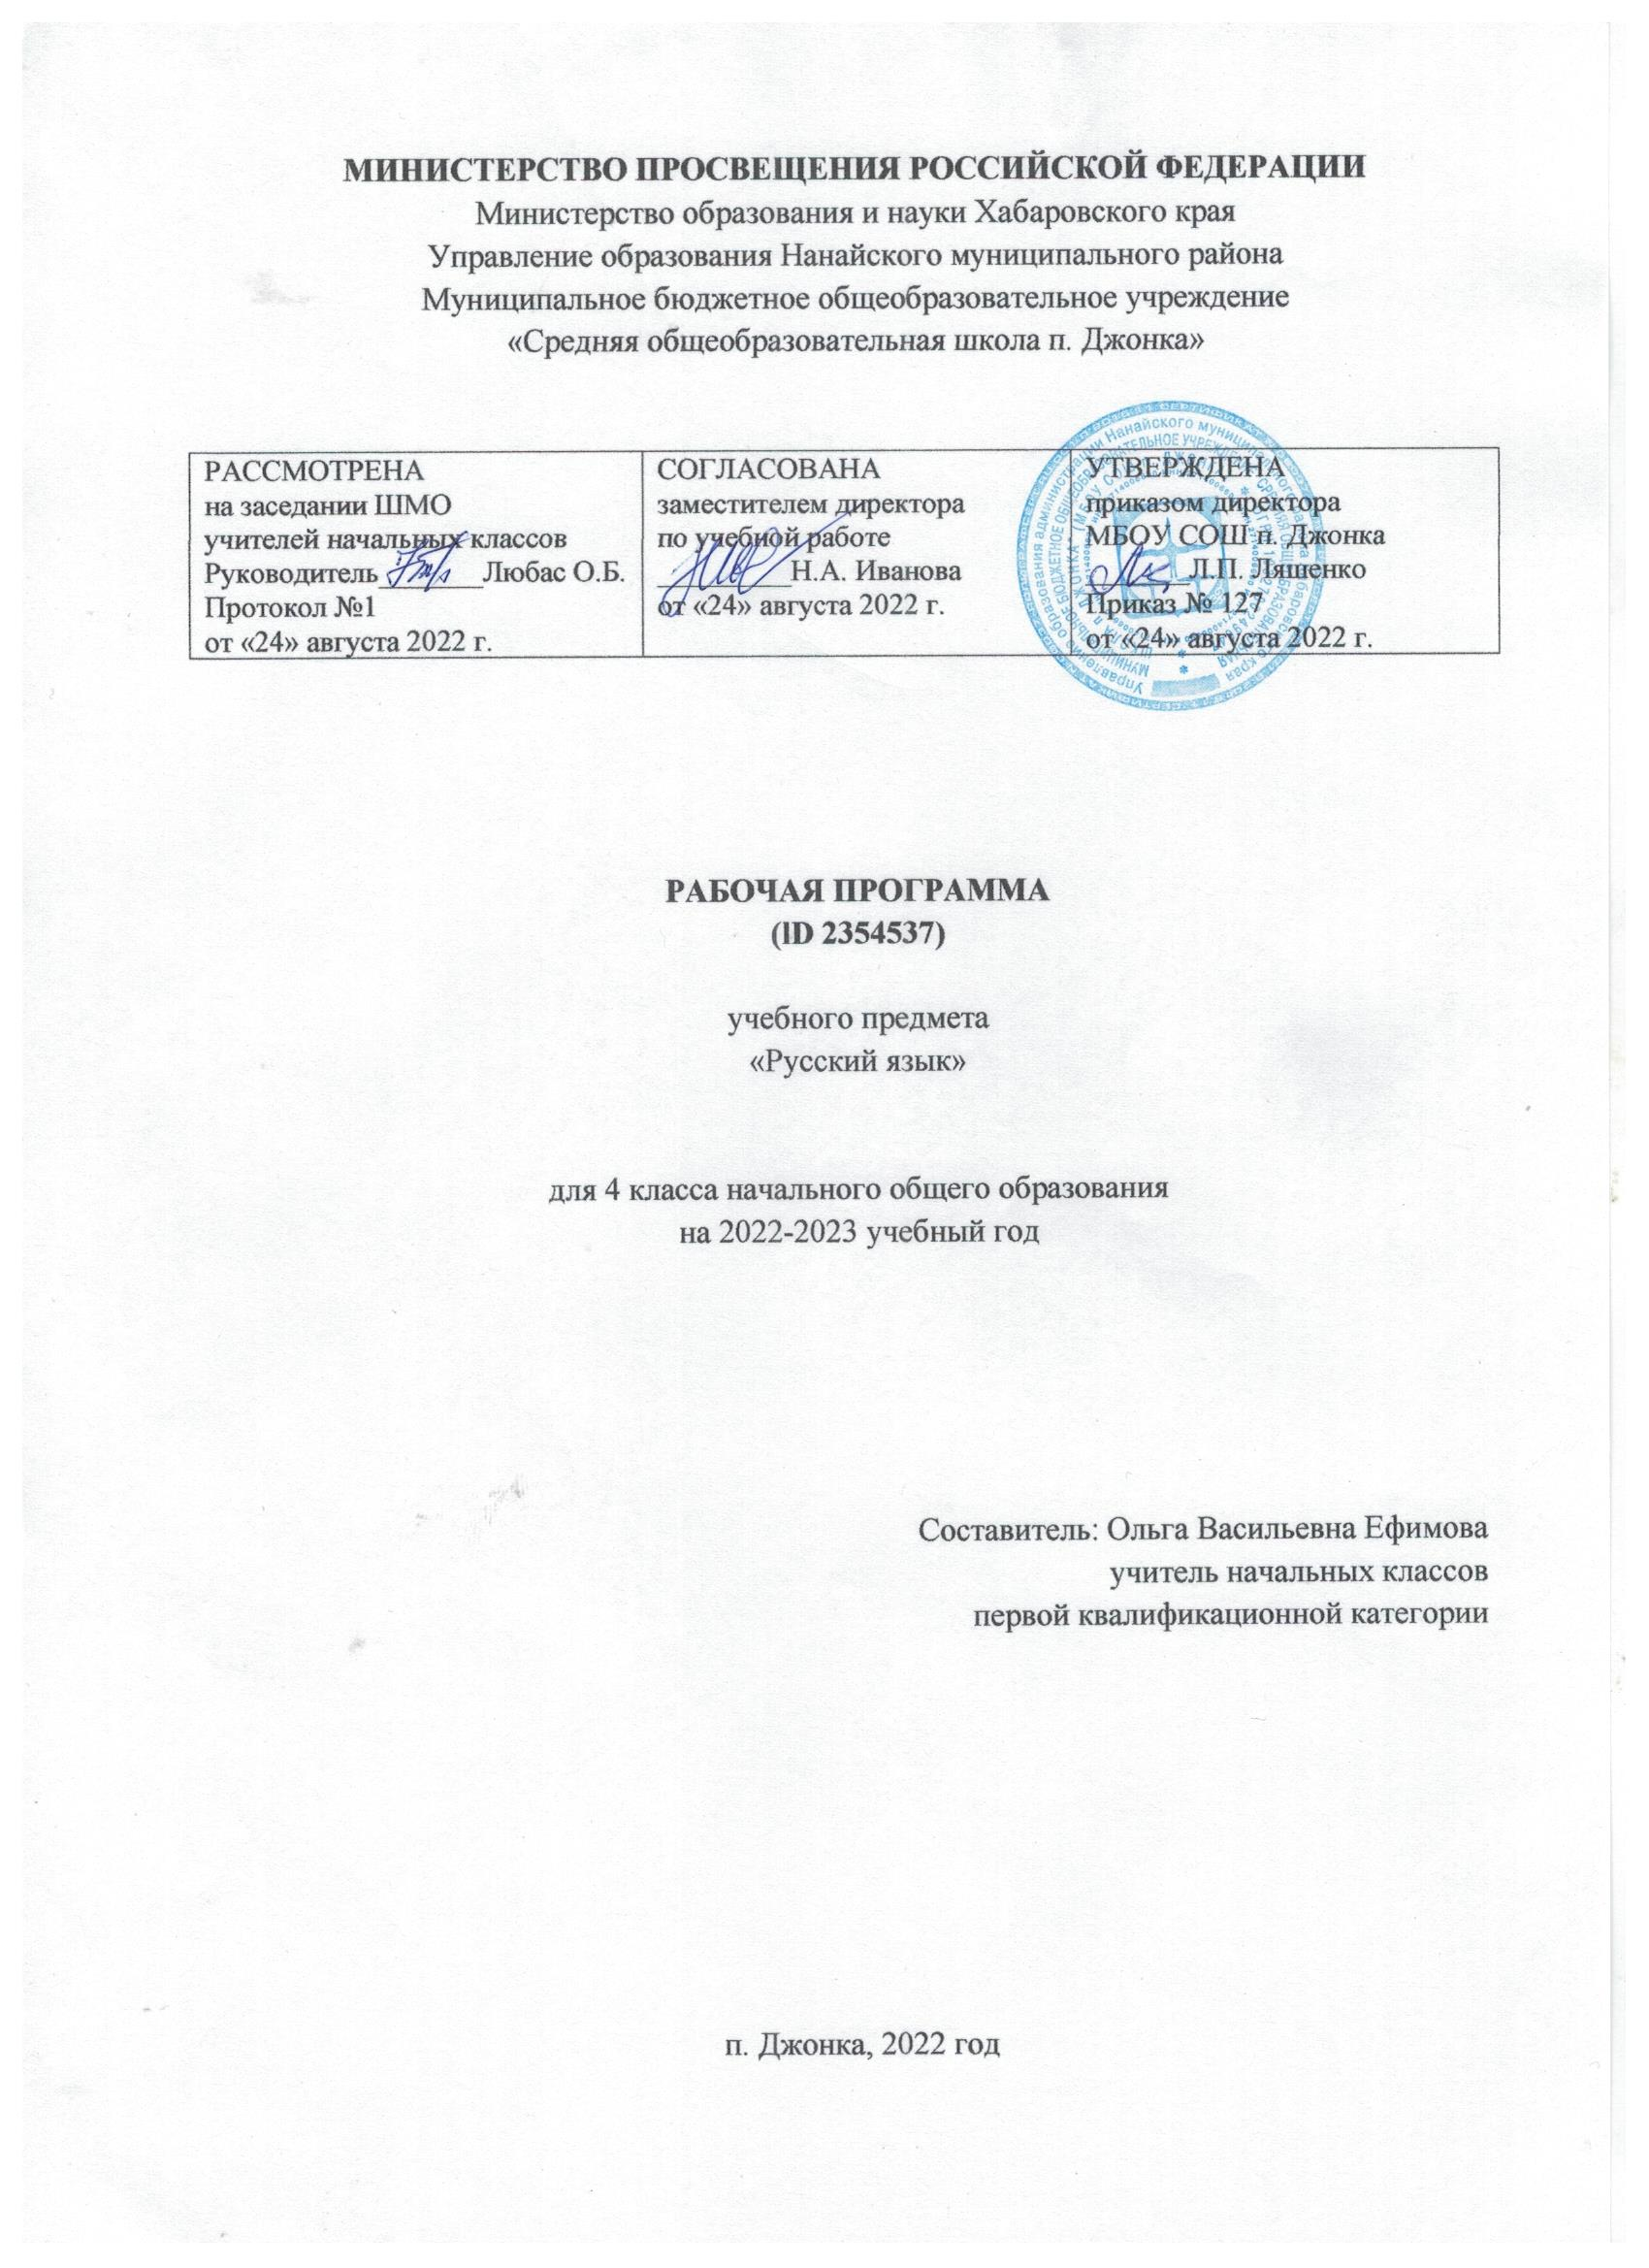 МИНИСТЕРСТВО ПРОСВЕЩЕНИЯ РОССИЙСКОЙ ФЕДЕРАЦИИ
Министерство образования и науки Хабаровского края
Управление образования Нанайского муниципального района
Муниципальное бюджетное общеобразовательное учреждение
«Средняя общеобразовательная школа п. Джонка»
РАССМОТРЕНА
на заседании ШМО
учителей начальных классов
Руководитель _______Любас О.Б.
Протокол №1
от «24» августа 2022 г.
СОГЛАСОВАНА
заместителем директора
по учебной работе
_________Н.А. Иванова
от «24» августа 2022 г.
УТВЕРЖДЕНА
приказом директора
МБОУ СОШ п. Джонка
_______Л.П. Ляшенко
Приказ № 127
от «24» августа 2022 г.
РАБОЧАЯ ПРОГРАММА
(ID 2354537)
учебного предмета
«Русский язык»
для 4 класса начального общего образования
на 2022-2023 учебный год
Составитель: Ольга Васильевна Ефимова
учитель начальных классов
первой квалификационной категории
п. Джонка, 2022 год